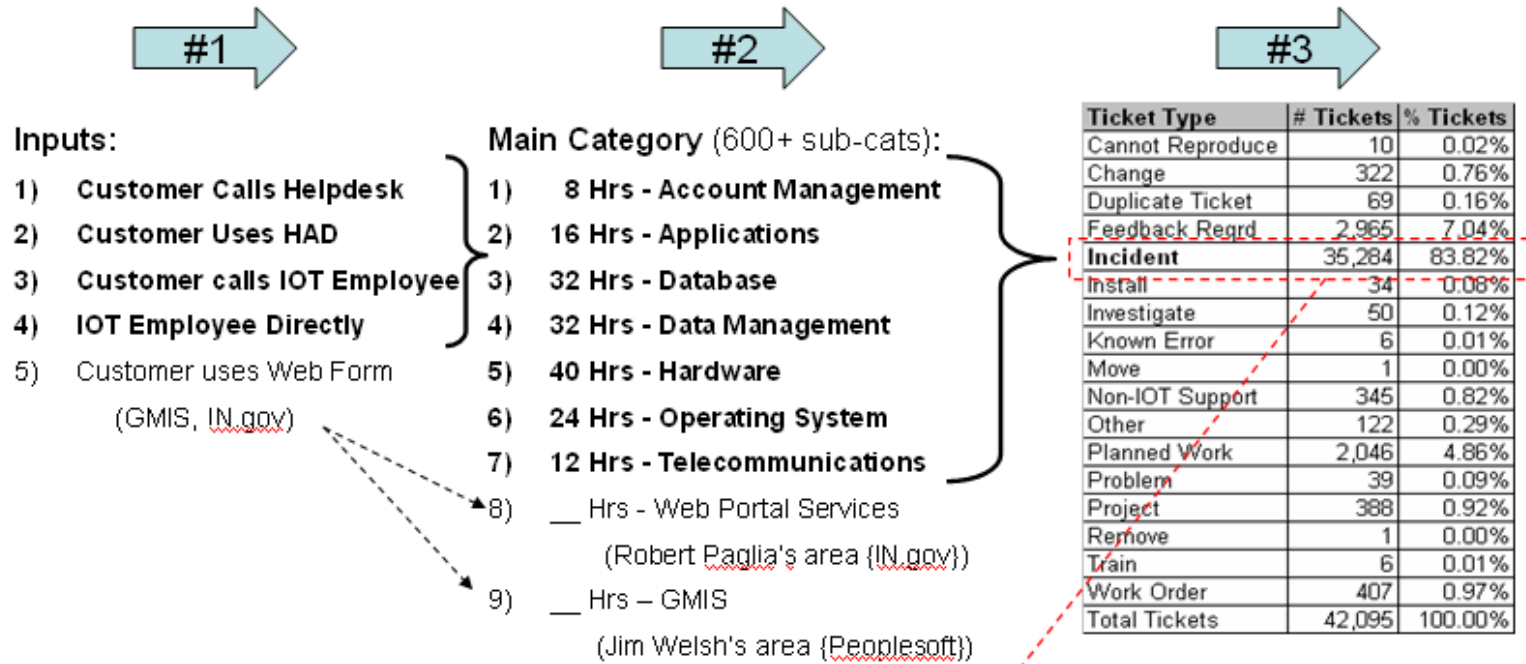 #1
#2
#3
Inputs:
1) Customer Calls Helpdesk
2) Customer Uses HAD
3) Customer calls IOT Employee
4) IOT Employee Directly
5) Customer uses Web Form
(GMIS, IN.gov)
Main Category (600+ sub-cats):
1) 8 Hrs - Account Management
2) 16 Hrs - Applications
3) 32 Hrs - Database
4) 32 Hrs - Data Management
5) 40 Hrs - Hardware
6) 24 Hrs - Operating System
7) 12 Hrs - Telecommunications
8) __ Hrs - Web Portal Services
(Robert Paglia's area {IN.gov})
9) __ Hrs – GMIS
(Jim Welsh's area {Peoplesoft})
Ticket Type # Tickets % Tickets
Cannot Reproduce 10 0.02%
Change 322 0.76%
Duplicate Ticket 69 0.16%
Feedback Reqrd 2,965 7.04%
Incident 35,284 83.82%
Install 34 0.08%
Investigate 50 0.12%
Known Error 6 0.01%
Move 1 0.00%
Non-IOT Support 345 0.82%
Other 122 0.29%
Planned Work 2,046 4.86%
Problem 39 0.09%
Project 388 0.92%
Remove 1 0.00%
Train 6 0.01%
Work Order 407 0.97%
Total Tickets 42,095 100.00%